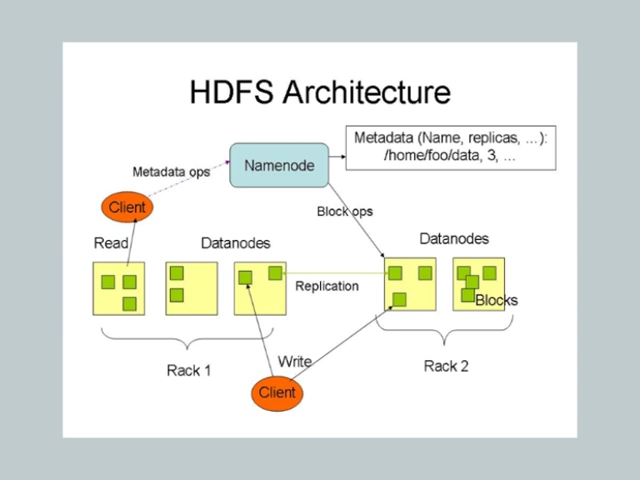 HDFS Architecture
Metadata (Name, replicas, ...):
/home/foo/data, 3, ...
Namenode
Metadata ops
Client
Block ops
Read
Datanodes
Datanodes
Replication
Blocks
Rack 1
Write
Rack 2
Client